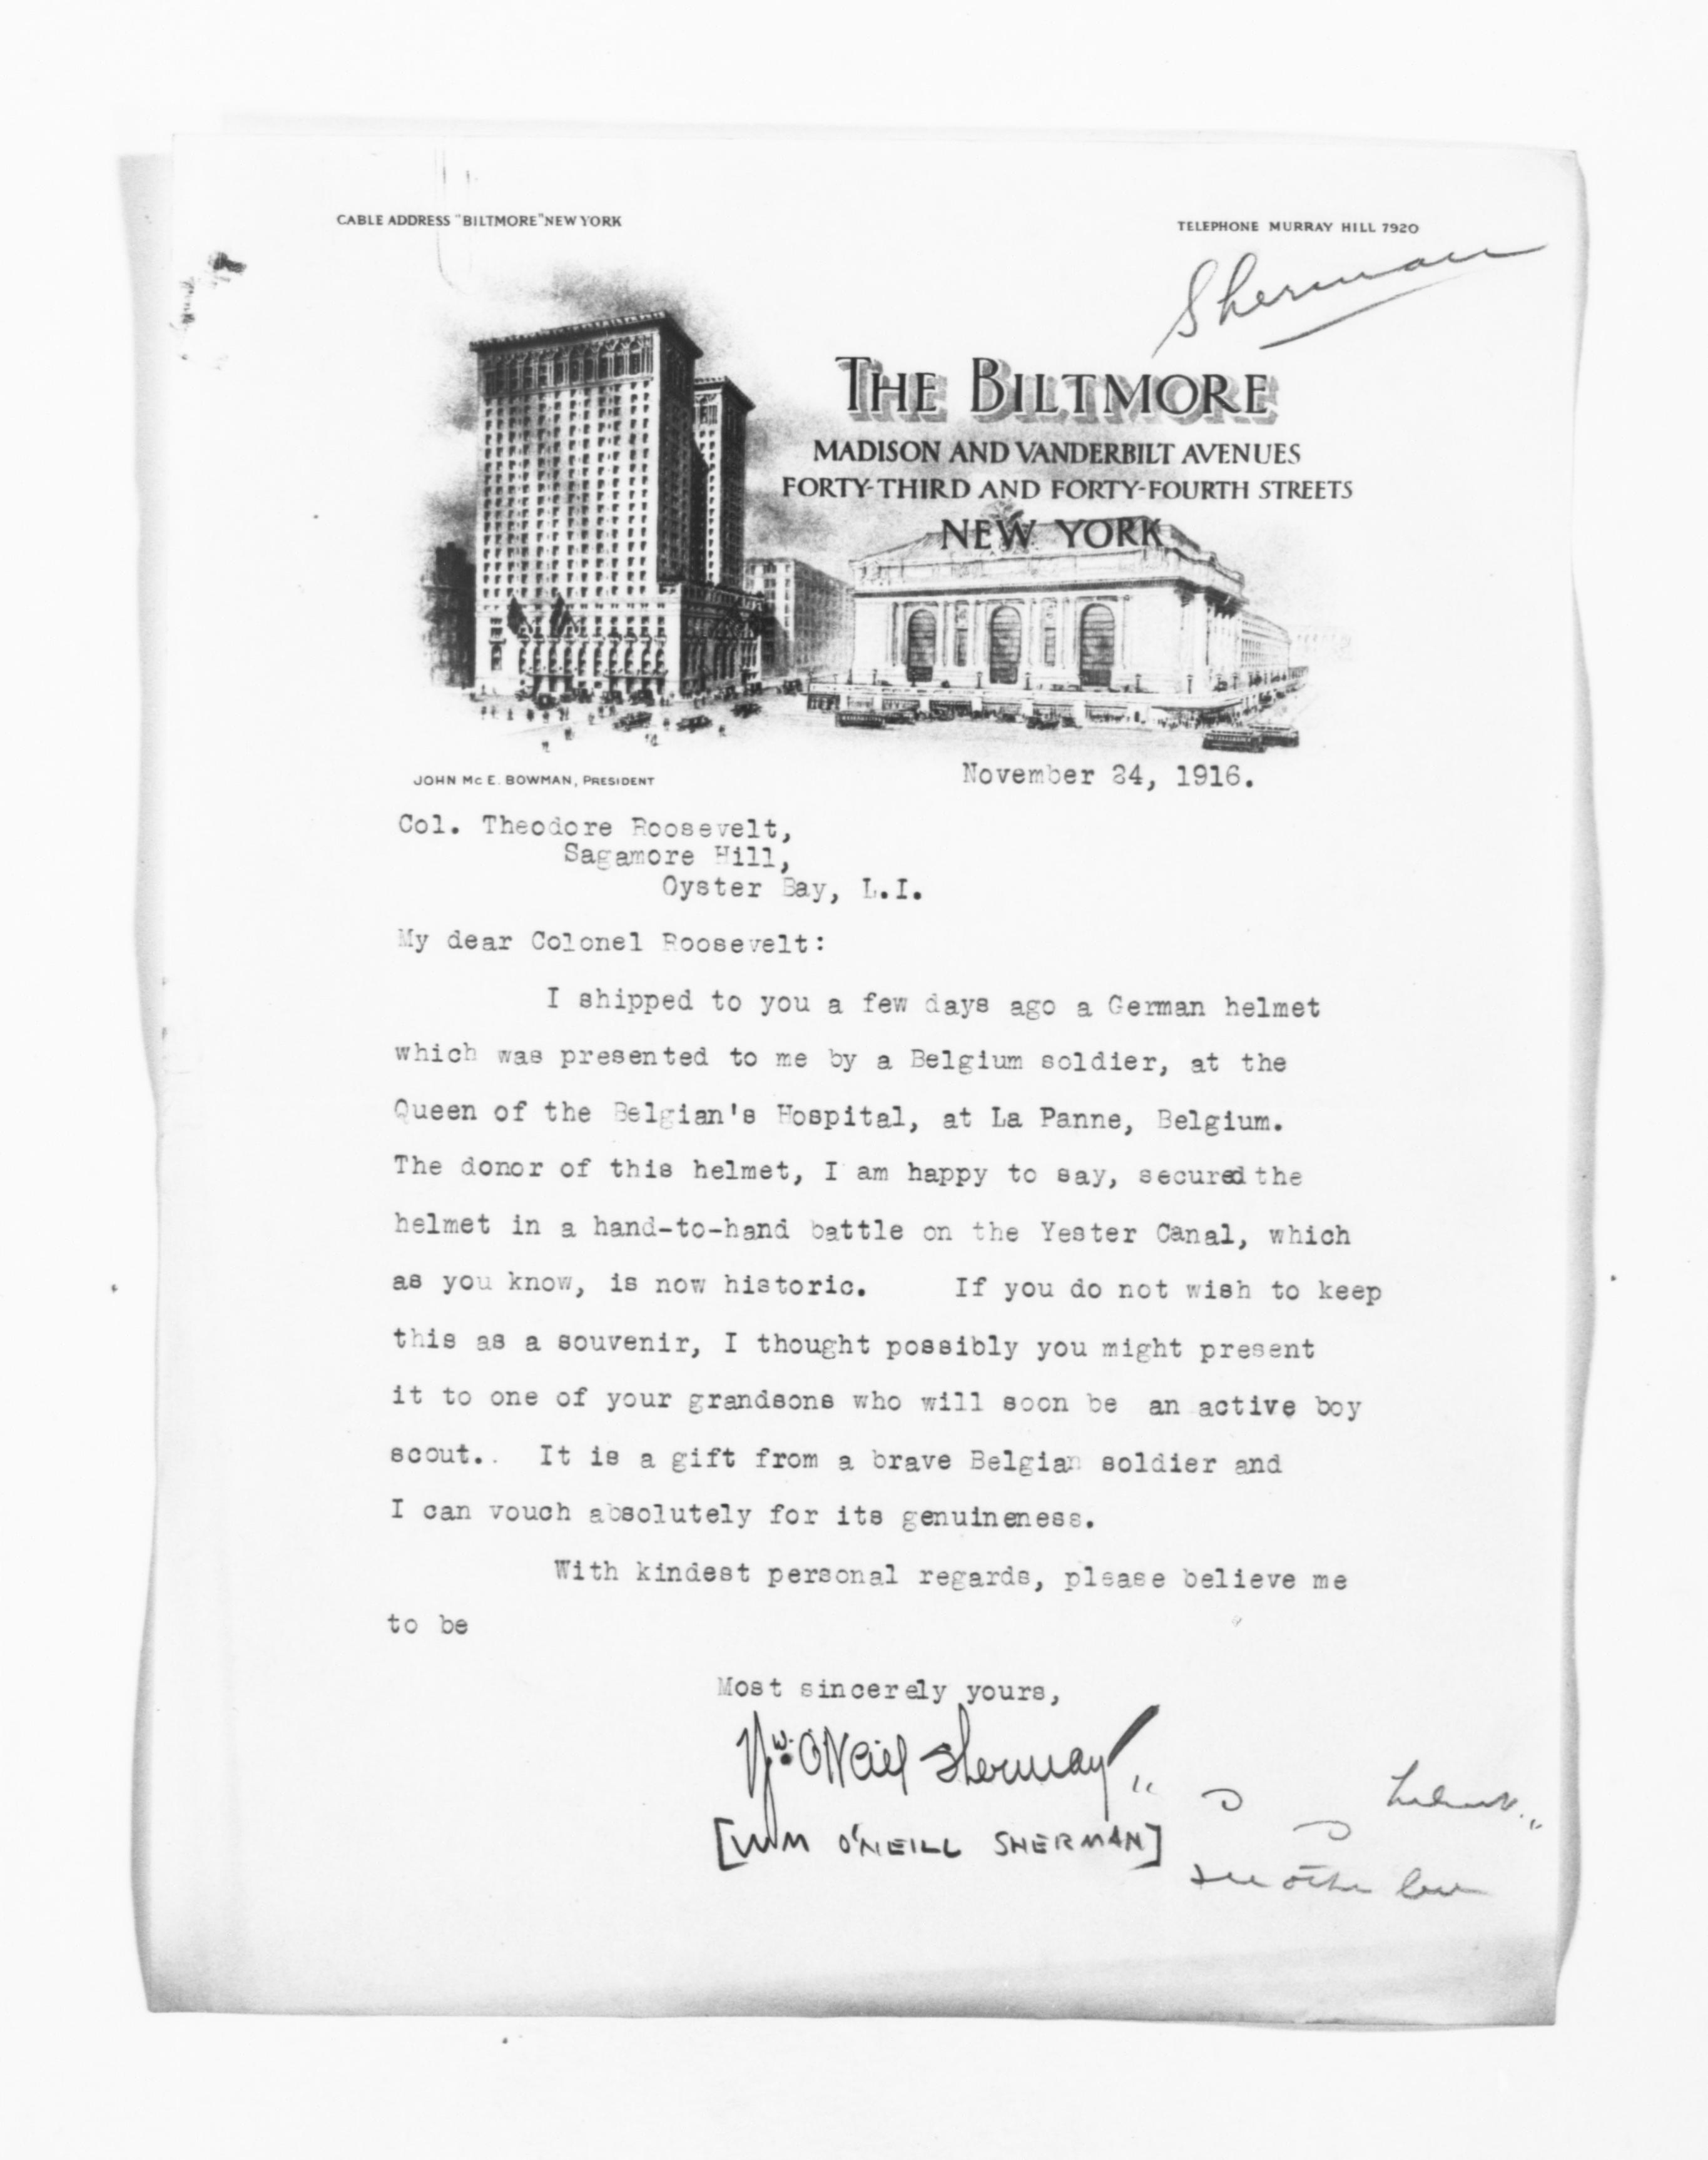 CABLE ADDRESS "BILTMORE" NEW YORK
TELEPHONE MURRAY HILL 7920
Sherman
THE BILTMORE
MADISON AND VANDERBILT AVENUES
FORTY-THIRD AND FORTY-FOURTH STREETS
NEW YORK
JOHN McE. BOWMAN, PRESIDENT
November 24, 1916.
Col. Theodore Roosevelt,
Sagamore Hill,
Oyster Bay, L.I.
My dear Colonel Roosevelt:
I shipped to you a few days ago a German helmet
which was presented to me by a Belgium soldier, at the
Queen of the Belgian's Hospital, at La Panne, Belgium.
The donor of this helmet, I am happy to say, secured the
helmet in a hand-to-hand battle on the Yester Canal, which
as you know, is now historic. If you do not wish to keep
this as a souvenir, I thought possibly you might present
it to one of your grandsons who will soon be an active boy
scout.. It is a gift from a brave Belgian soldier and
I can vouch absolutely for its genuineness.
With kindest personal regards, please believe me
to be
Most sincerely yours,
Wm. O'Neill Sherman
[WM O'NEILL SHERMAN]